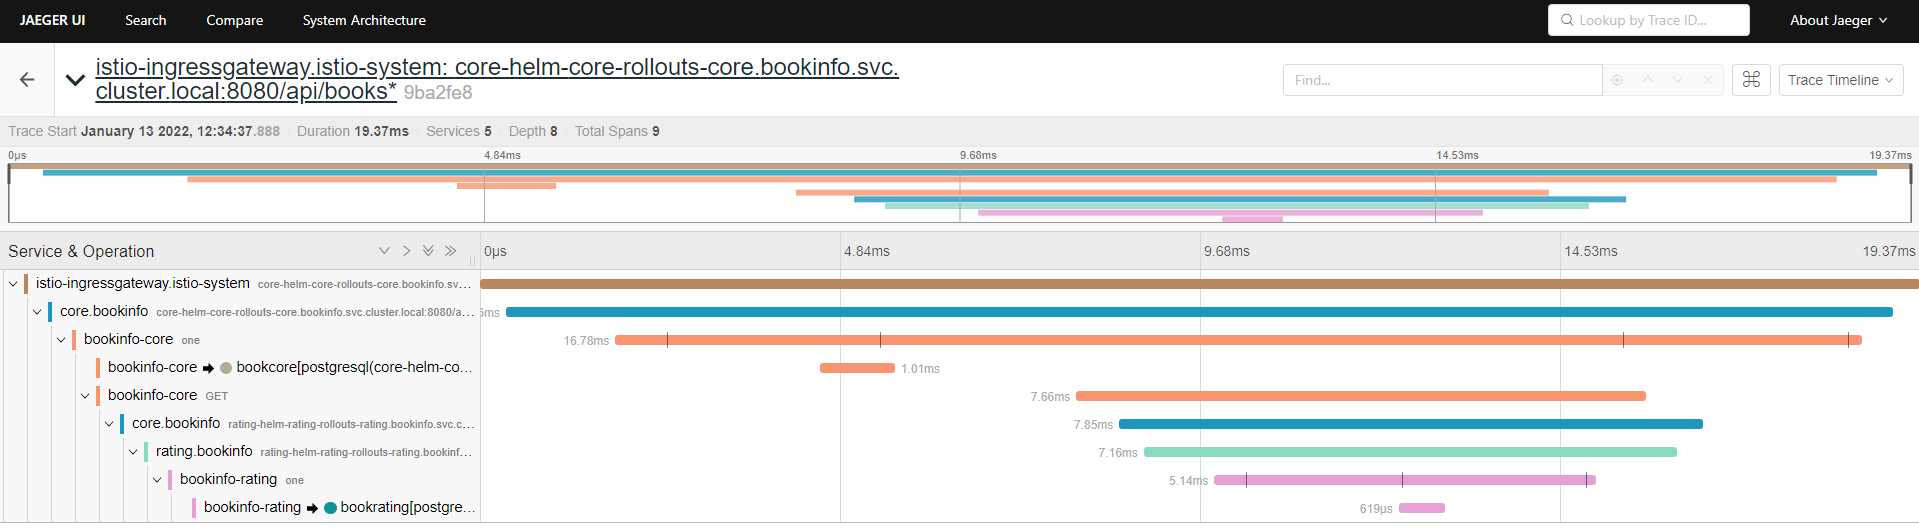 JAEGER UI Search Compare System Architecture Lookup by Trace ID... About Jaeger
istio-ingressgateway.istio-system: core-helm-core-rollouts-core.bookinfo.svc.
cluster.local:8080/api/books* 9ba2fe8
Find...
Trace Timeline
Trace Start January 13 2022, 12:34:37.888 Duration 19.37ms Services 5 Depth 8 Total Spans 9
0μs 4.84ms 9.68ms 14.53ms 19.37ms
Service & Operation 0μs 4.84ms 9.68ms 14.53ms 19.37ms
istio-ingressgateway.istio-system core-helm-core-rollouts-core.bookinfo.sv...
core.bookinfo core-helm-core-rollouts-core.bookinfo.svc.cluster.local:8080/a... 6ms
bookinfo-core one 16.78ms
bookinfo-core bookcore[postgresql(core-helm-co... 1.01ms
bookinfo-core GET 7.66ms
core.bookinfo rating-helm-rating-rollouts-rating.bookinfo.svc.c... 7.85ms
rating.bookinfo rating-helm-rating-rollouts-rating.bookinf... 7.16ms
bookinfo-rating one 5.14ms
bookinfo-rating bookrating[postgre... 619μs